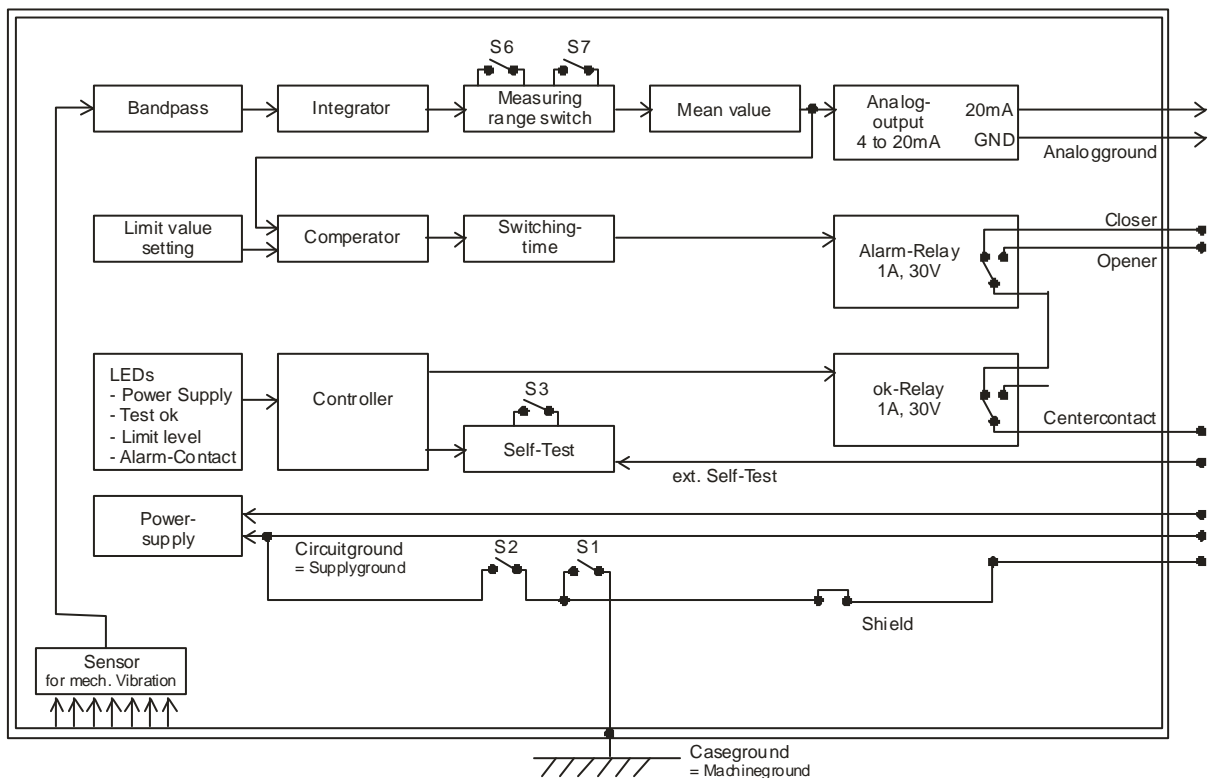 S6
S7
Bandpass
Integrator
Measuring
range switch
Mean value
Analog-
output
4 to 20mA
20mA
GND
Analogground
Limit value
setting
Comperator
Switching-
time
Alarm-Relay
1A, 30V
Closer
Opener
LEDs
- Power Supply
- Test ok
- Limit level
- Alarm-Contact
Controller
S3
Self-Test
ok-Relay
1A, 30V
Centercontact
ext. Self-Test
Power-
supply
Circuitground
= Supplyground
S2
S1
Shield
Sensor
for mech. Vibration
Caseground
= Machineground